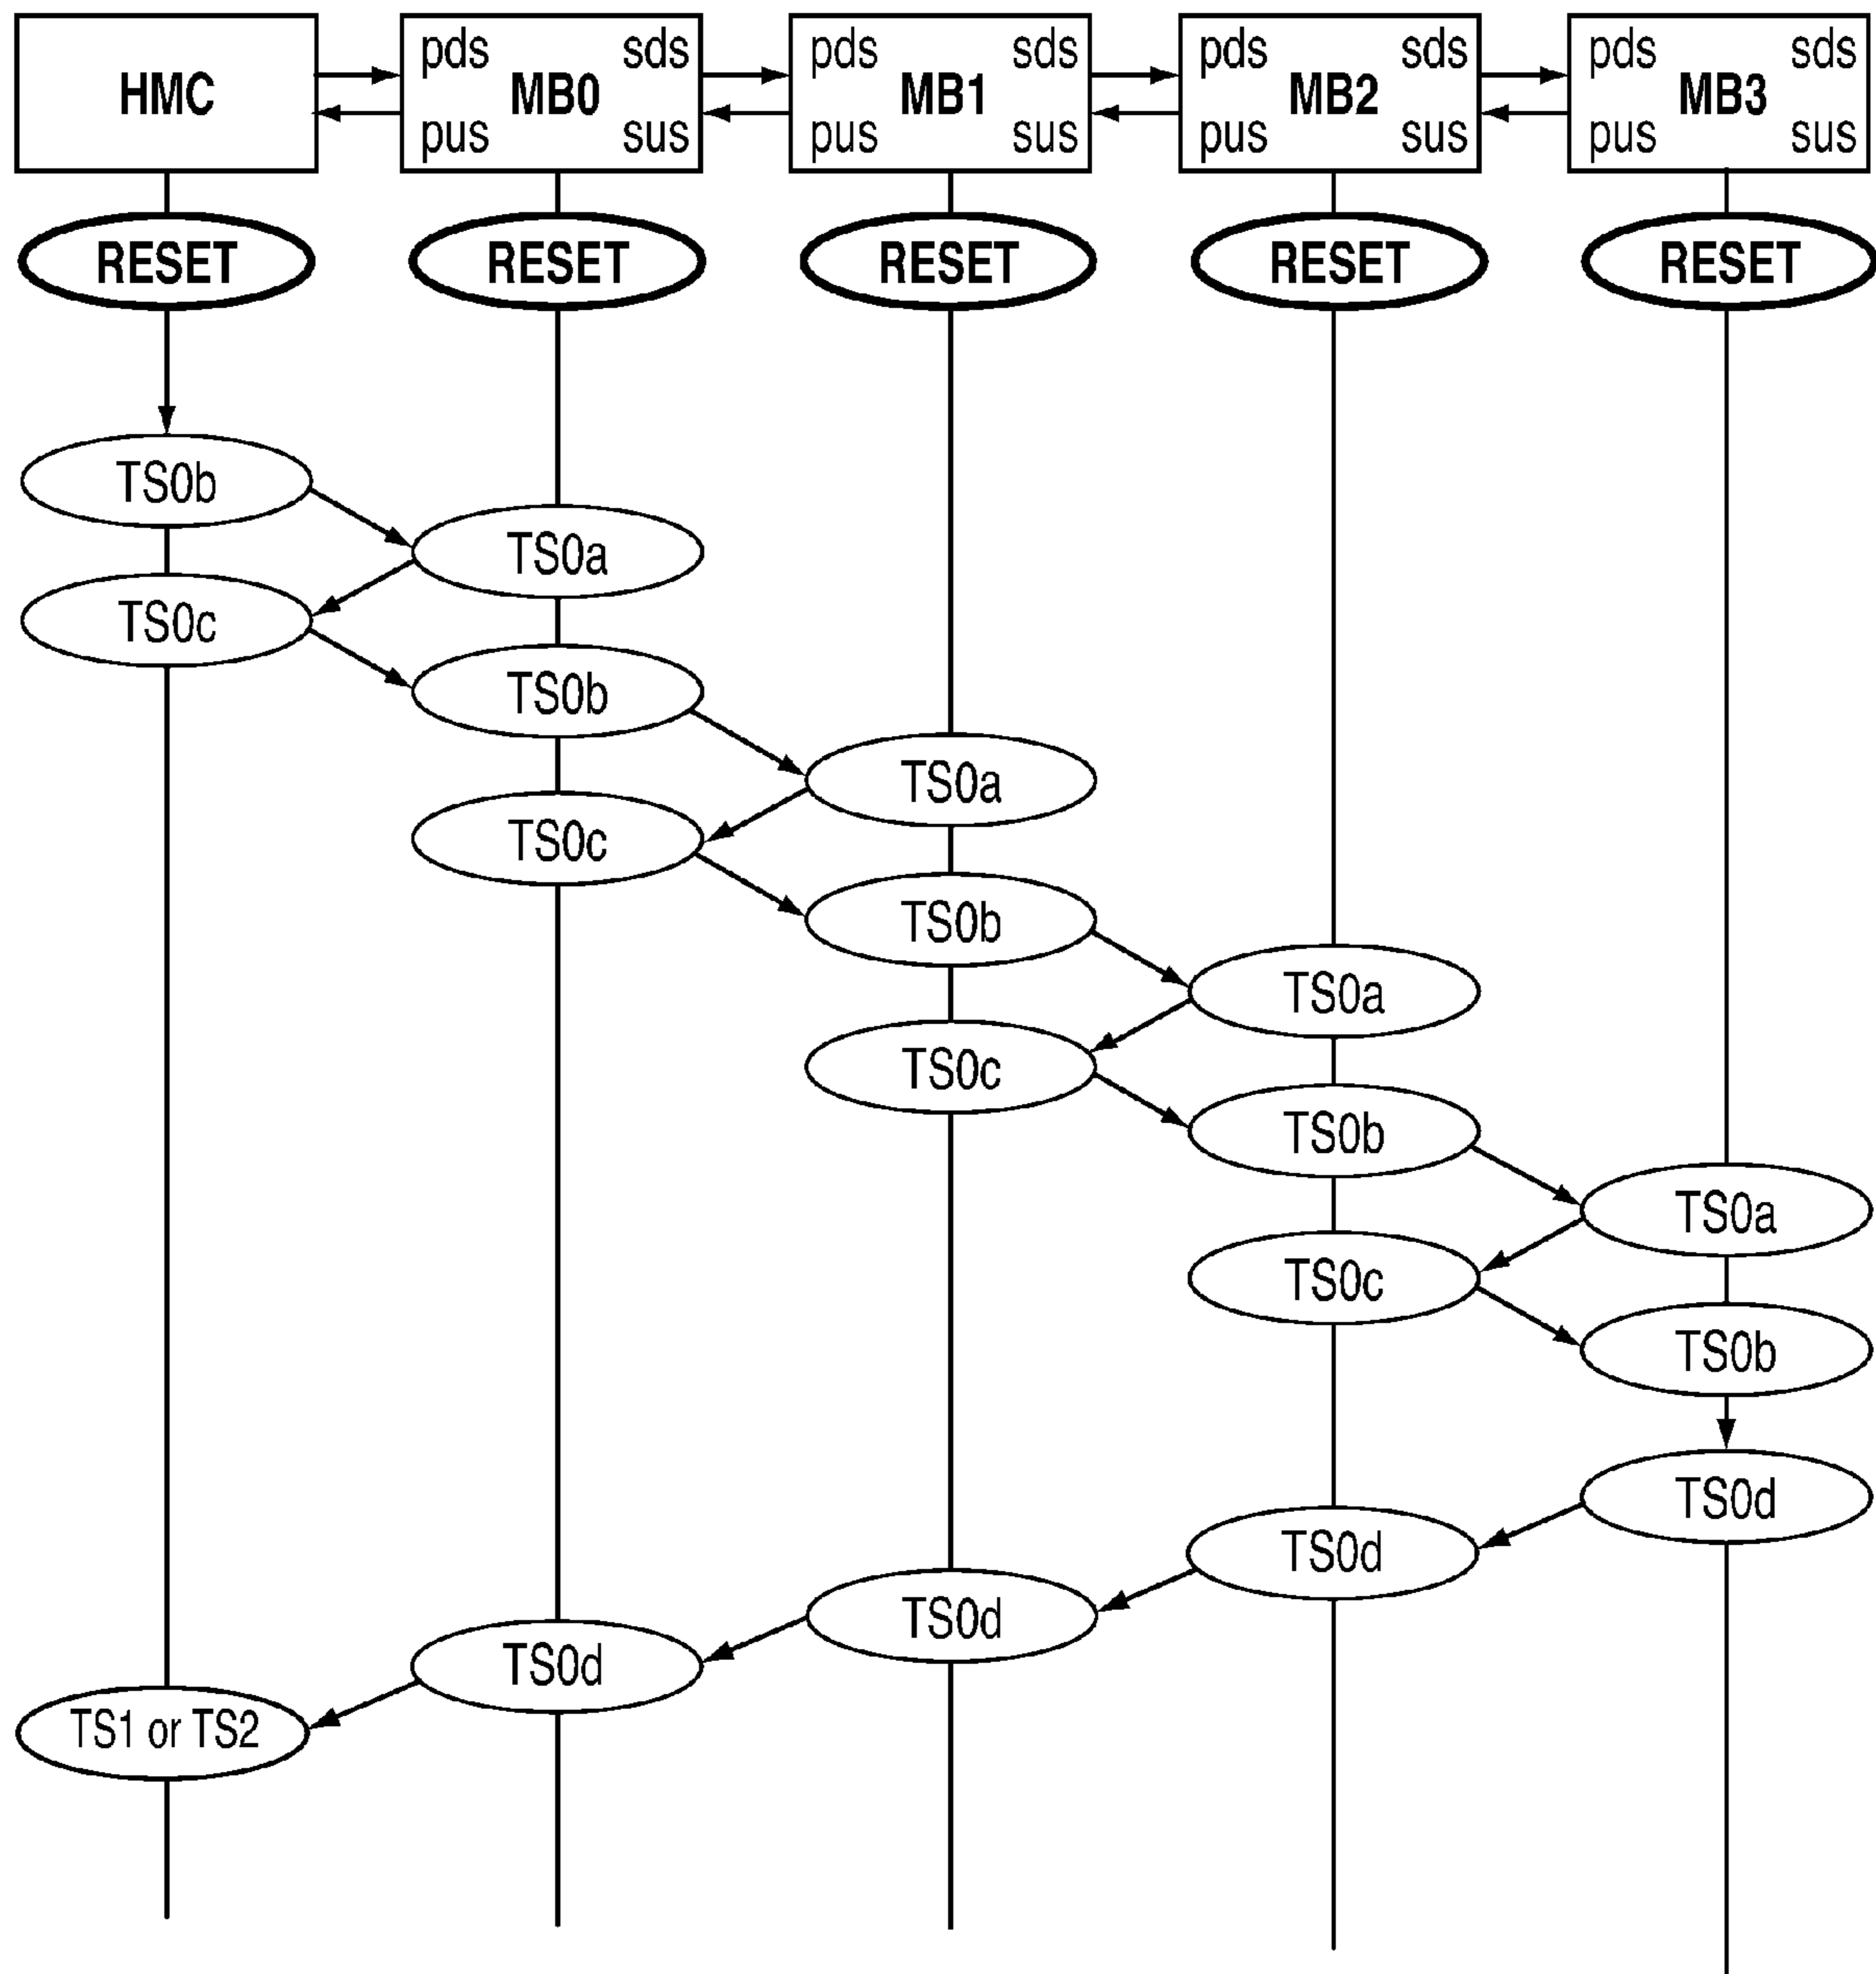 pds sds pds sds pds sds pds sds
HMC MB0 MB1 MB2 MB3
pus sus pus sus pus sus pus sus
RESET RESET RESET RESET RESET
TS0b
TS0a
TS0c
TS0b
TS0a
TS0c
TS0b
TS0a
TS0c
TS0b
TS0a
TS0c
TS0b
TS0d
TS0d
TS0d
TS0d
TS1 or TS2